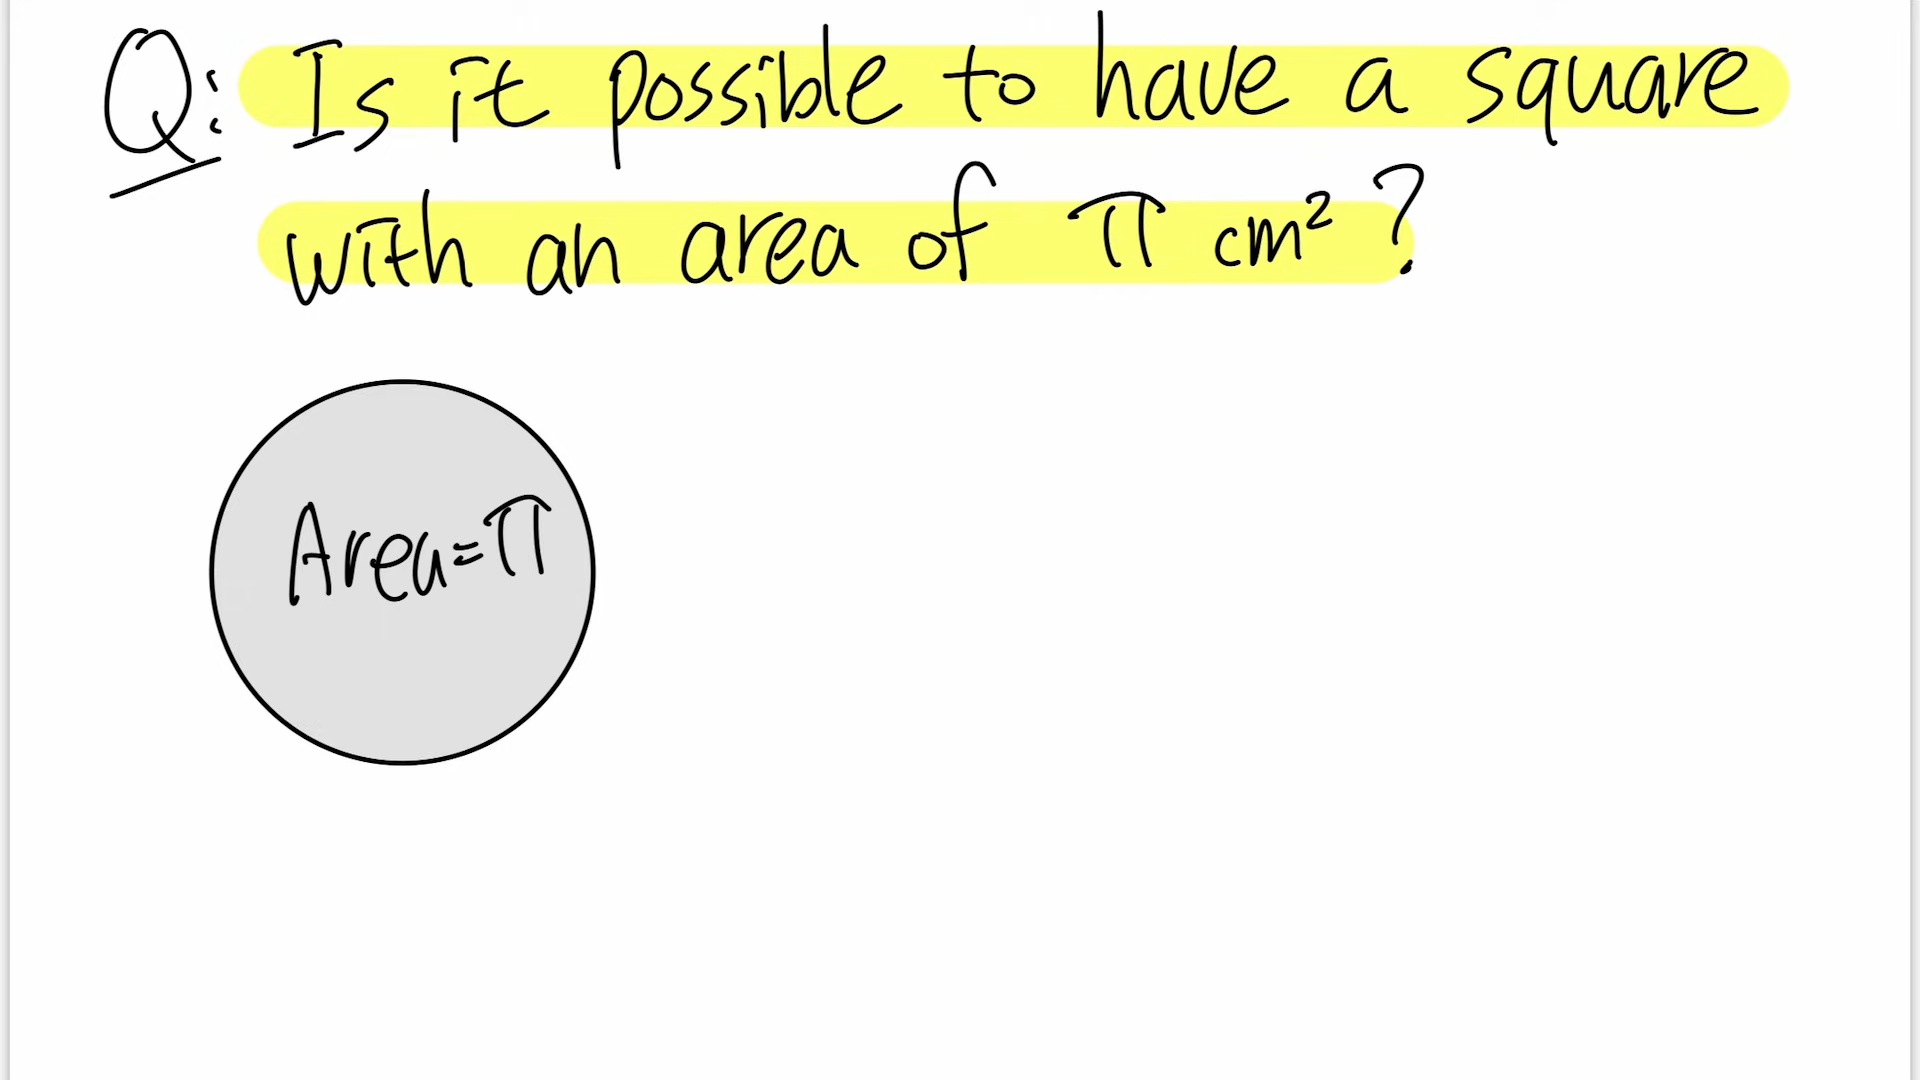 Q: Is it possible to have a square
with an area of π cm²?
Area=π